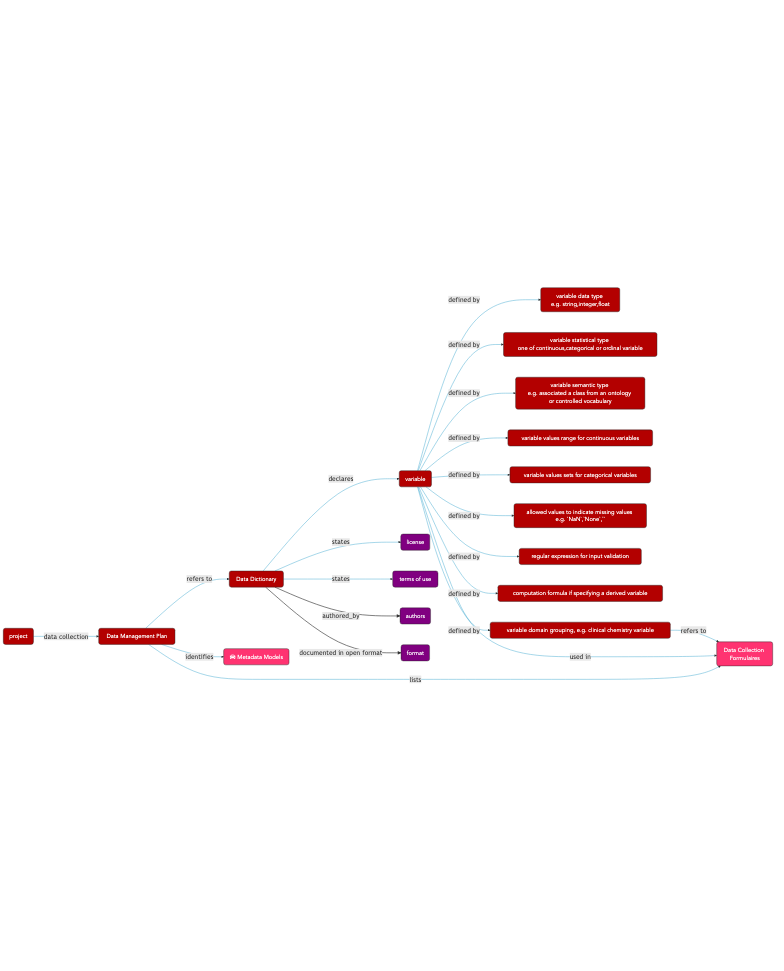 defined by
variable data type
e.g. string,integer,float
defined by
variable statistical type
one of continuous,categorical or ordinal variable
defined by
variable semantic type
e.g. associated a class from an ontology
or controlled vocabulary
defined by
variable values range for continuous variables
defined by
variable values sets for categorical variables
declares
variable
defined by
allowed values to indicate missing values
e.g. 'NaN','None',''
states
license
defined by
regular expression for input validation
refers to
Data Dictionary
states
terms of use
defined by
computation formula if specifying a derived variable
authored_by
authors
defined by
variable domain grouping, e.g. clinical chemistry variable
refers to
project
data collection
Data Management Plan
identifies
Metadata Models
documented in open format
format
used in
Data Collection
Formulaires
lists